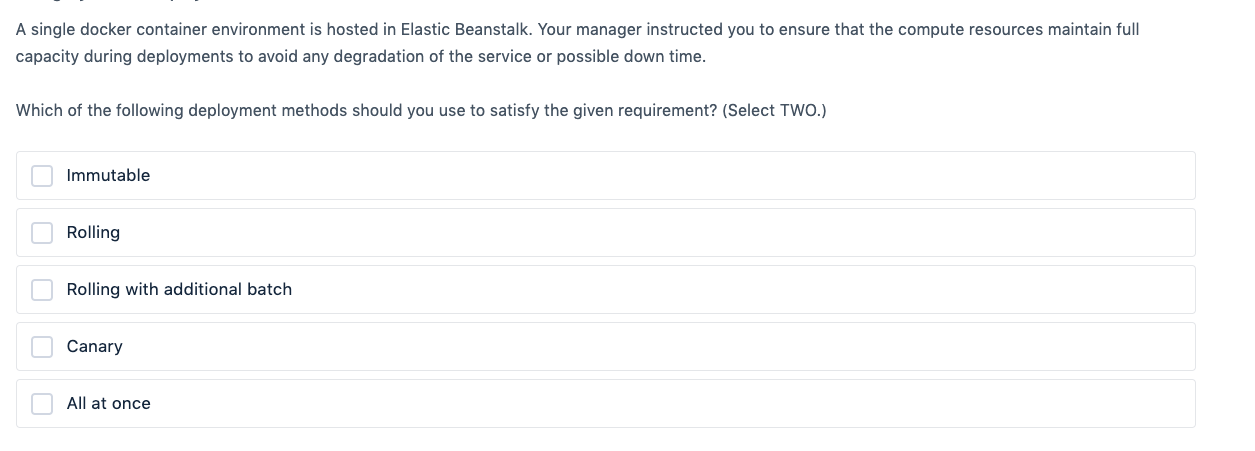 A single docker container environment is hosted in Elastic Beanstalk. Your manager instructed you to ensure that the compute resources maintain full
capacity during deployments to avoid any degradation of the service or possible down time.
Which of the following deployment methods should you use to satisfy the given requirement? (Select TWO.)
Immutable
Rolling
Rolling with additional batch
Canary
All at once